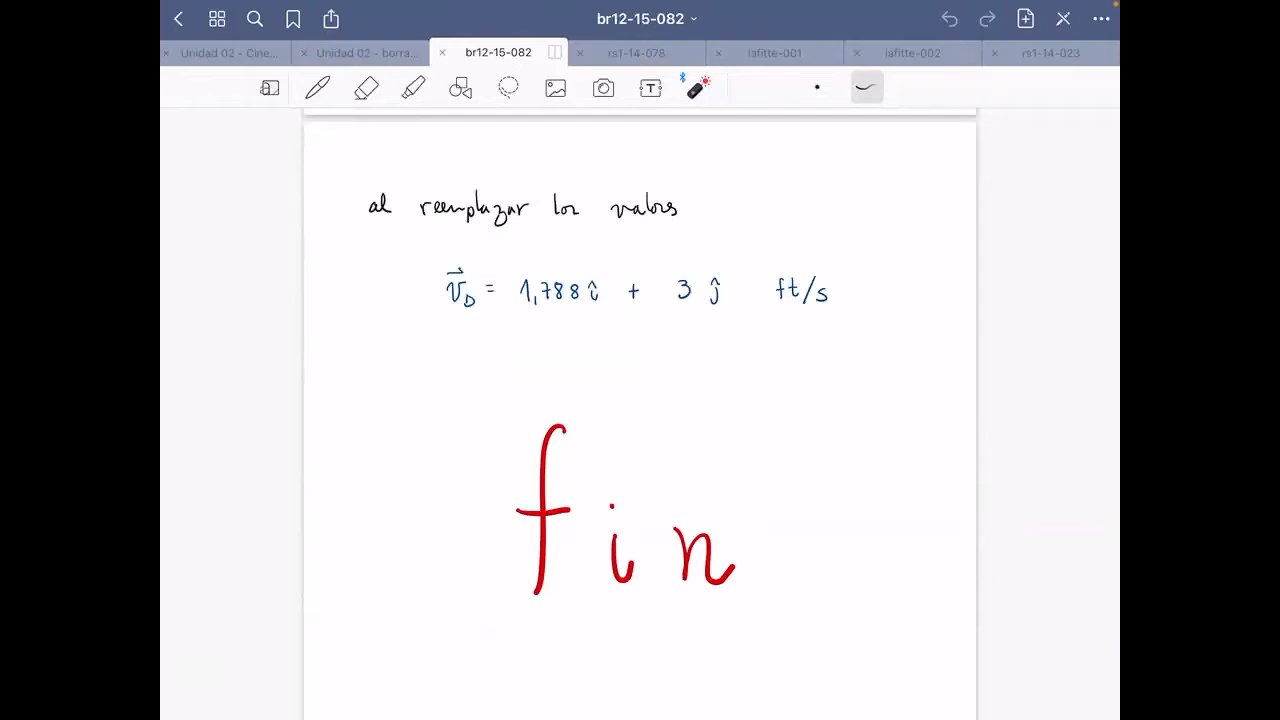 br12-15-082
Unidad 02 - Cine...
Unidad 02 - borra...
br12-15-082
rs1-14-078
lafitte-001
lafitte-002
rs1-14-023
T
al reemplazar los valores
v⃗_D = 1,788 î + 3 ĵ ft/s
fin